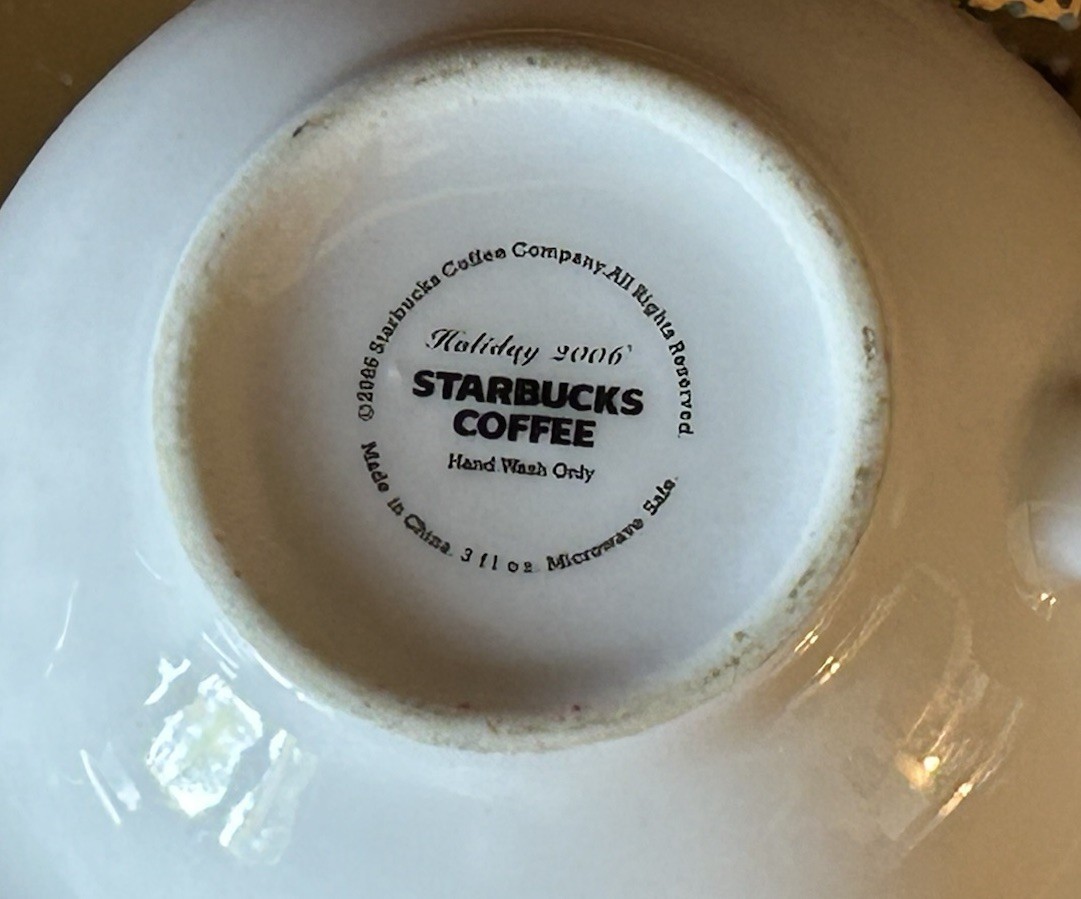 ©2006 Starbucks Coffee Company. All Rights Reserved.
Holiday 2006
STARBUCKS
COFFEE
Hand Wash Only
Made in China. 3 fl oz Microwave Safe.